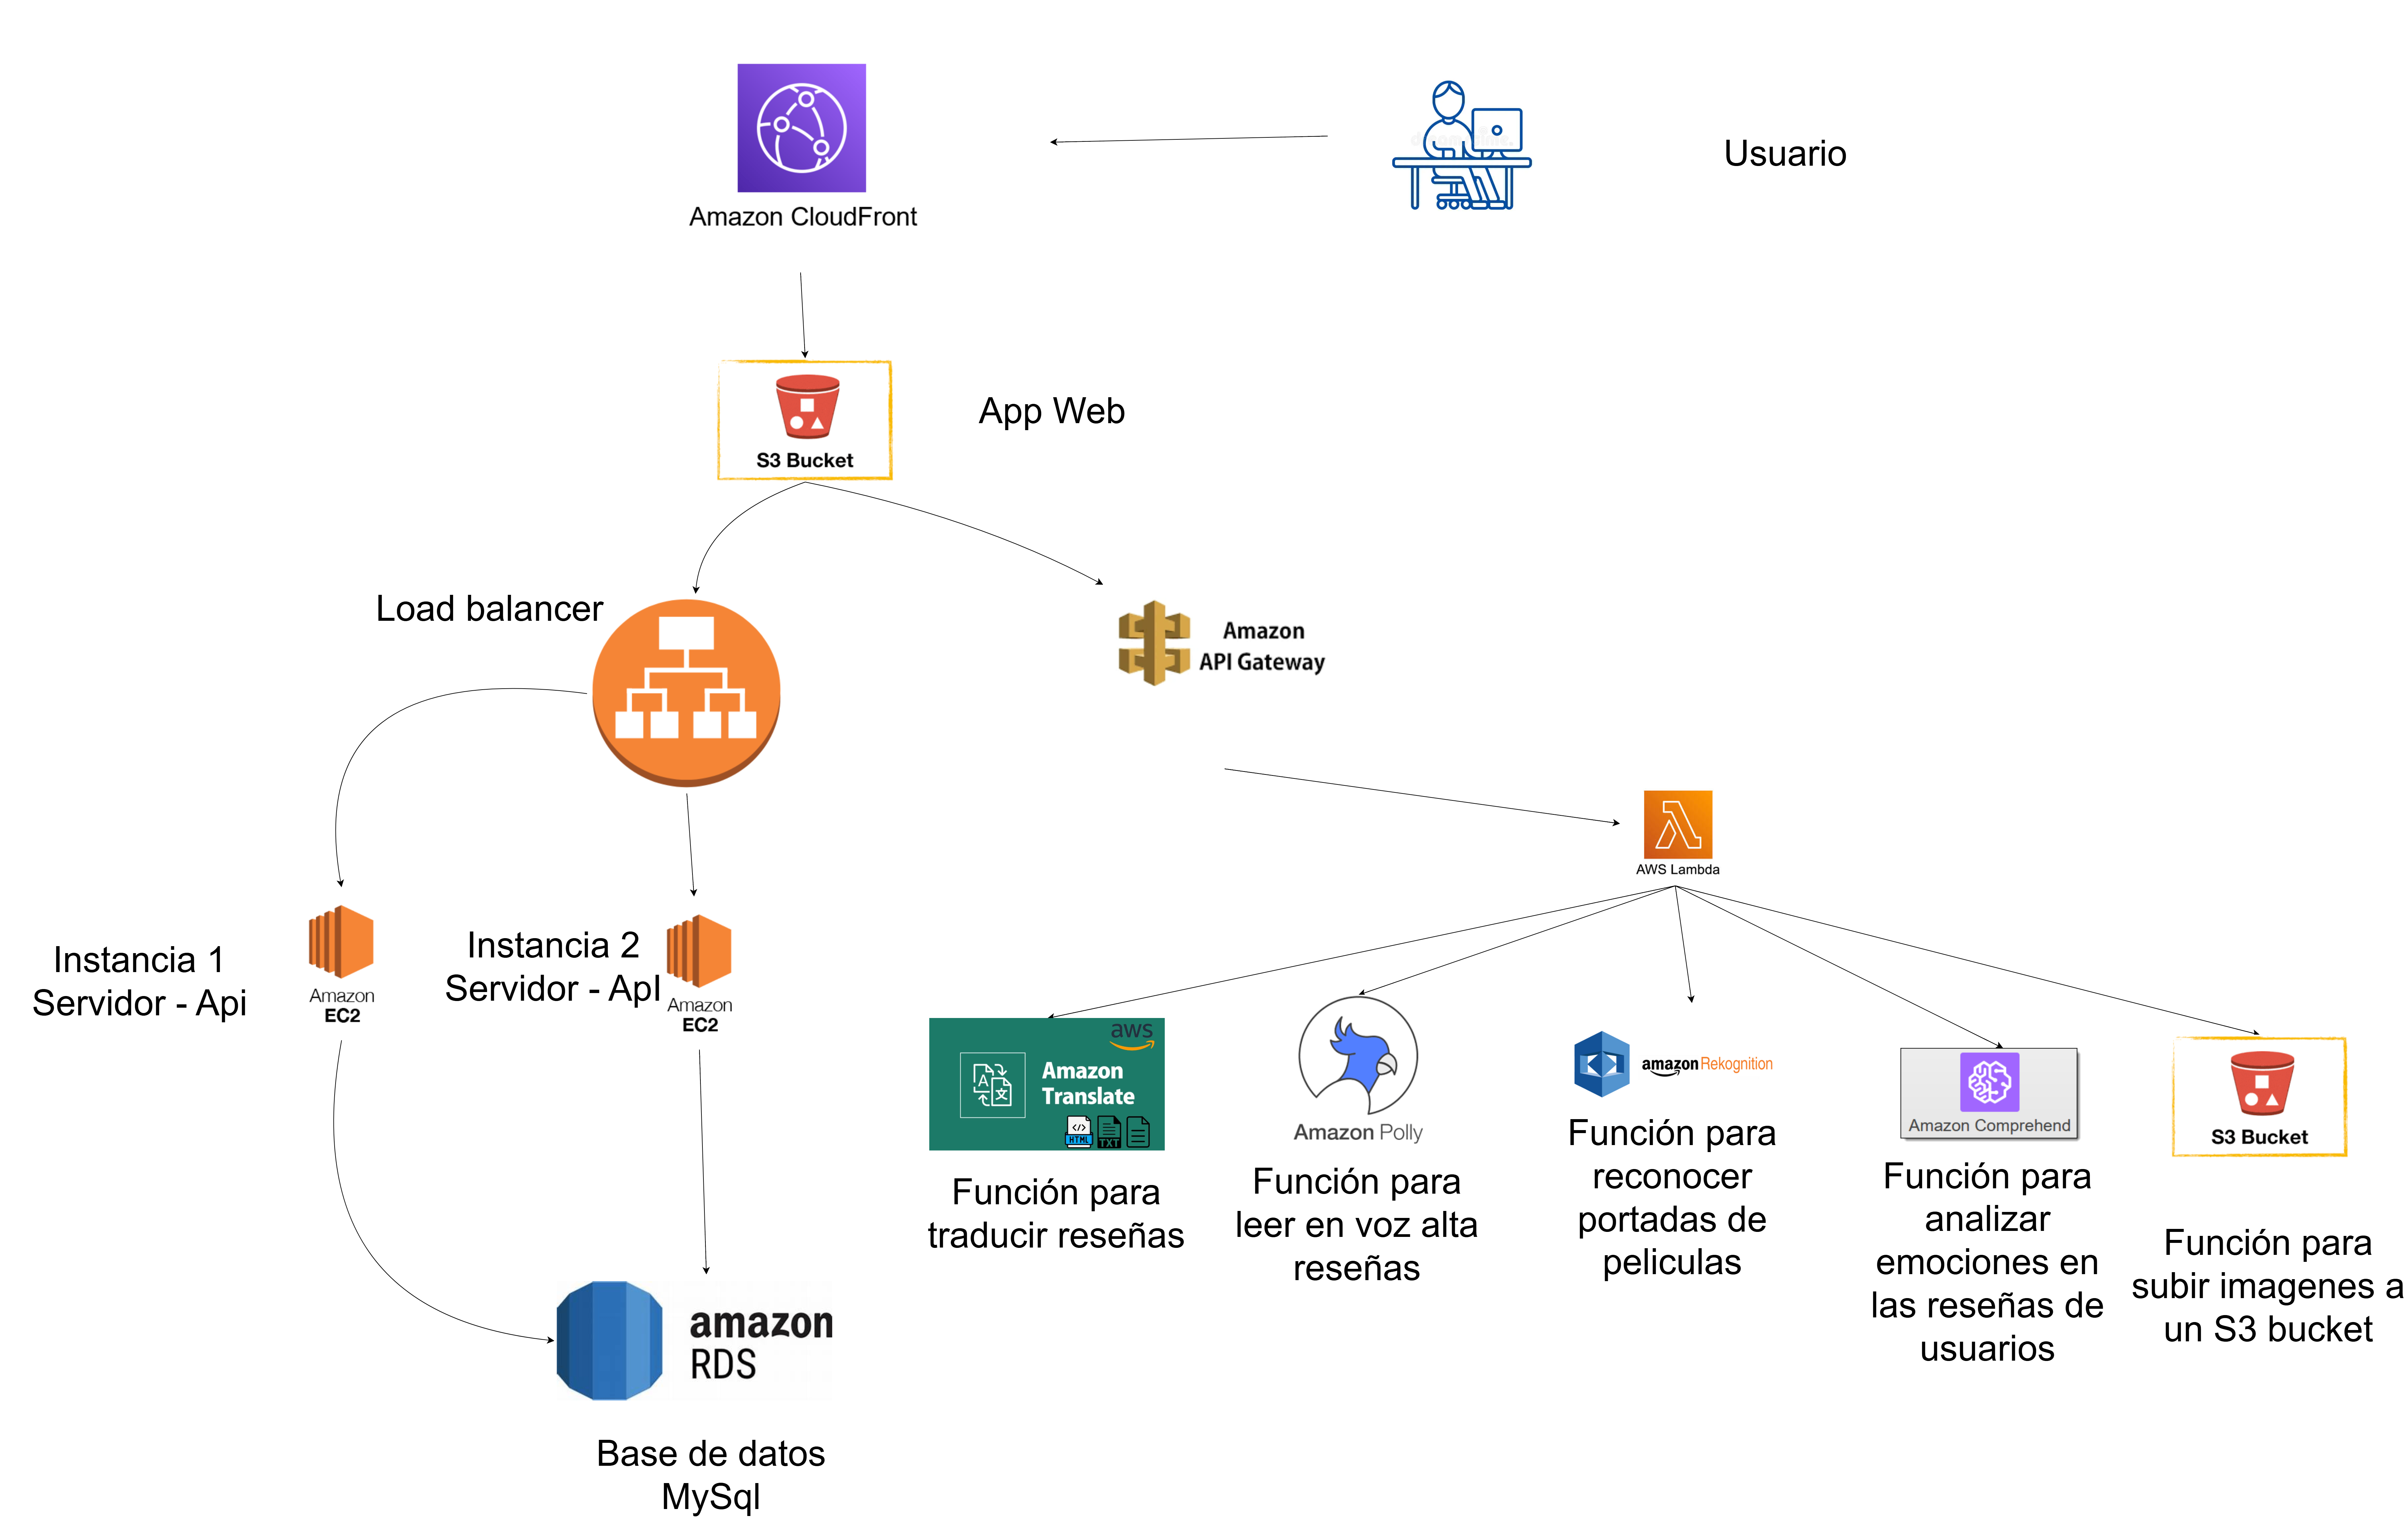 Amazon CloudFront
Usuario
S3 Bucket
App Web
Load balancer
Amazon
API Gateway
AWS Lambda
Instancia 1
Servidor - Api
Amazon
EC2
Instancia 2
Servidor - ApI
Amazon
EC2
aws
Amazon
Translate
HTML
TXT
Función para
traducir reseñas
Amazon Polly
Función para
leer en voz alta
reseñas
amazon Rekognition
Función para
reconocer
portadas de
peliculas
Amazon Comprehend
Función para
analizar
emociones en
las reseñas de
usuarios
S3 Bucket
Función para
subir imagenes a
un S3 bucket
amazon
RDS
Base de datos
MySql